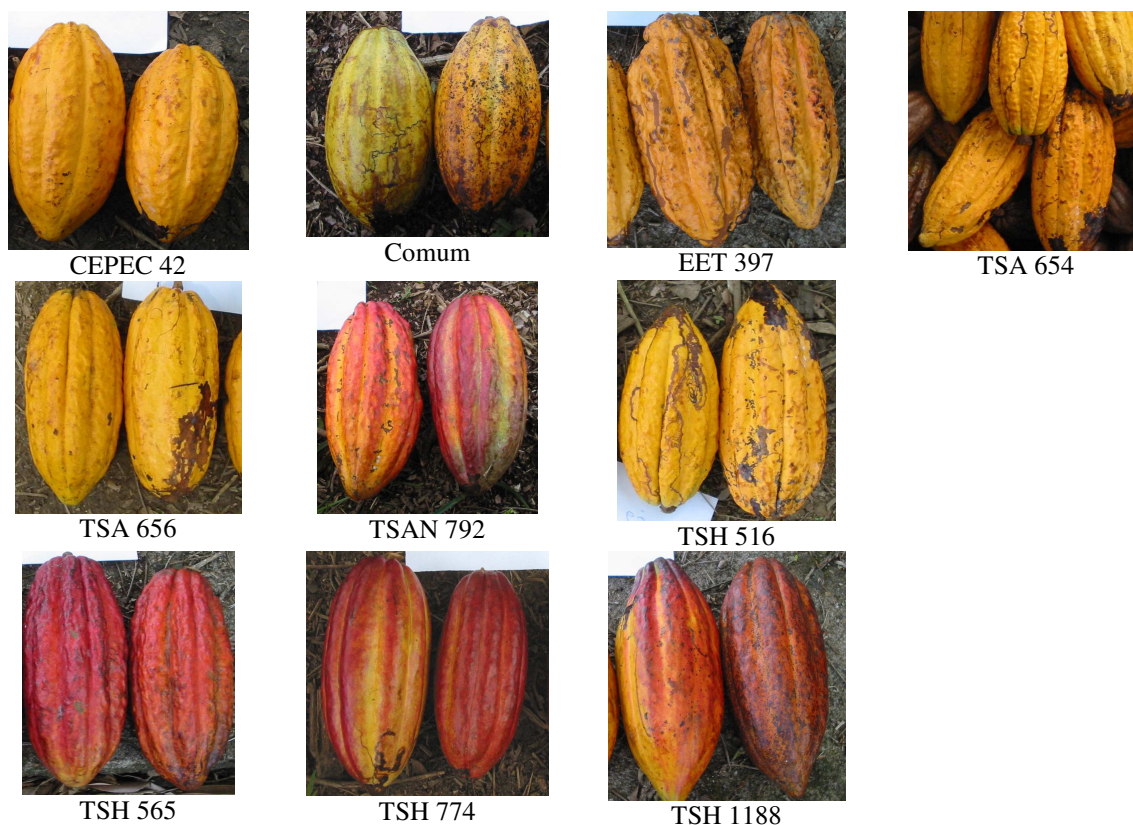 CEPEC 42
Comum
EET 397
TSA 654
TSA 656
TSAN 792
TSH 516
TSH 565
TSH 774
TSH 1188